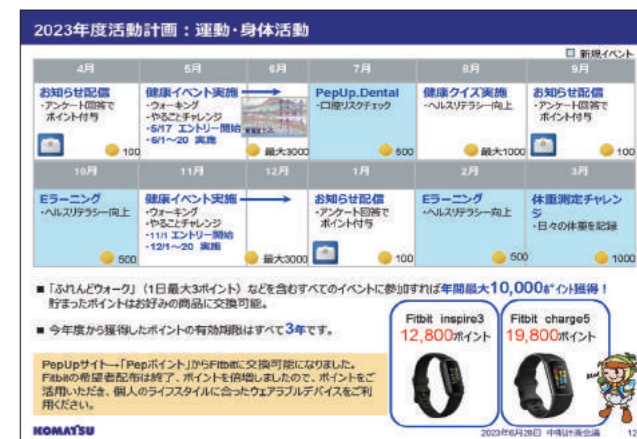 2023年度活動計画：運動・身体活動
新規イベント
4月 5月 6月 7月 8月 9月
お知らせ配信
・アンケート回答で
ポイント付与
100
健康イベント実施
・ウォーキング
・やることチャレンジ
・5/17 エントリー開始
・6/1～20 実施
最大3000
PepUp.Dental
・口腔リスクチェック
500
健康クイズ実施
・ヘルスリテラシー向上
最大1000
お知らせ配信
・アンケート回答で
ポイント付与
100
10月 11月 12月 1月 2月 3月
Eラーニング
・ヘルスリテラシー向上
500
健康イベント実施
・ウォーキング
・やることチャレンジ
・11/1 エントリー開始
・12/1～20 実施
最大3000
お知らせ配信
・アンケート回答で
ポイント付与
100
Eラーニング
・ヘルスリテラシー向上
500
体重測定チャレン
ジ
・日々の体重を記録
1000
■「ふれんどウォーク」（1日最大3ポイント）などを含むすべてのイベントに参加すれば年間最大10,000ポイント獲得！
貯まったポイントはお好みの商品に交換可能。
■ 今年度から獲得したポイントの有効期限はすべて3年です。
Fitbit inspire3
12,800ポイント
Fitbit charge5
19,800ポイント
PepUpサイト→「Pepポイント」からFitbitに交換可能になりました。
Fitbitの希望者配布は終了、ポイントを倍増しましたので、ポイントをご
活用いただき、個人のライフスタイルに合ったウェアラブルデバイスをご利
用ください。
KOMATSU
2023年6月28日 中期計画会議 12